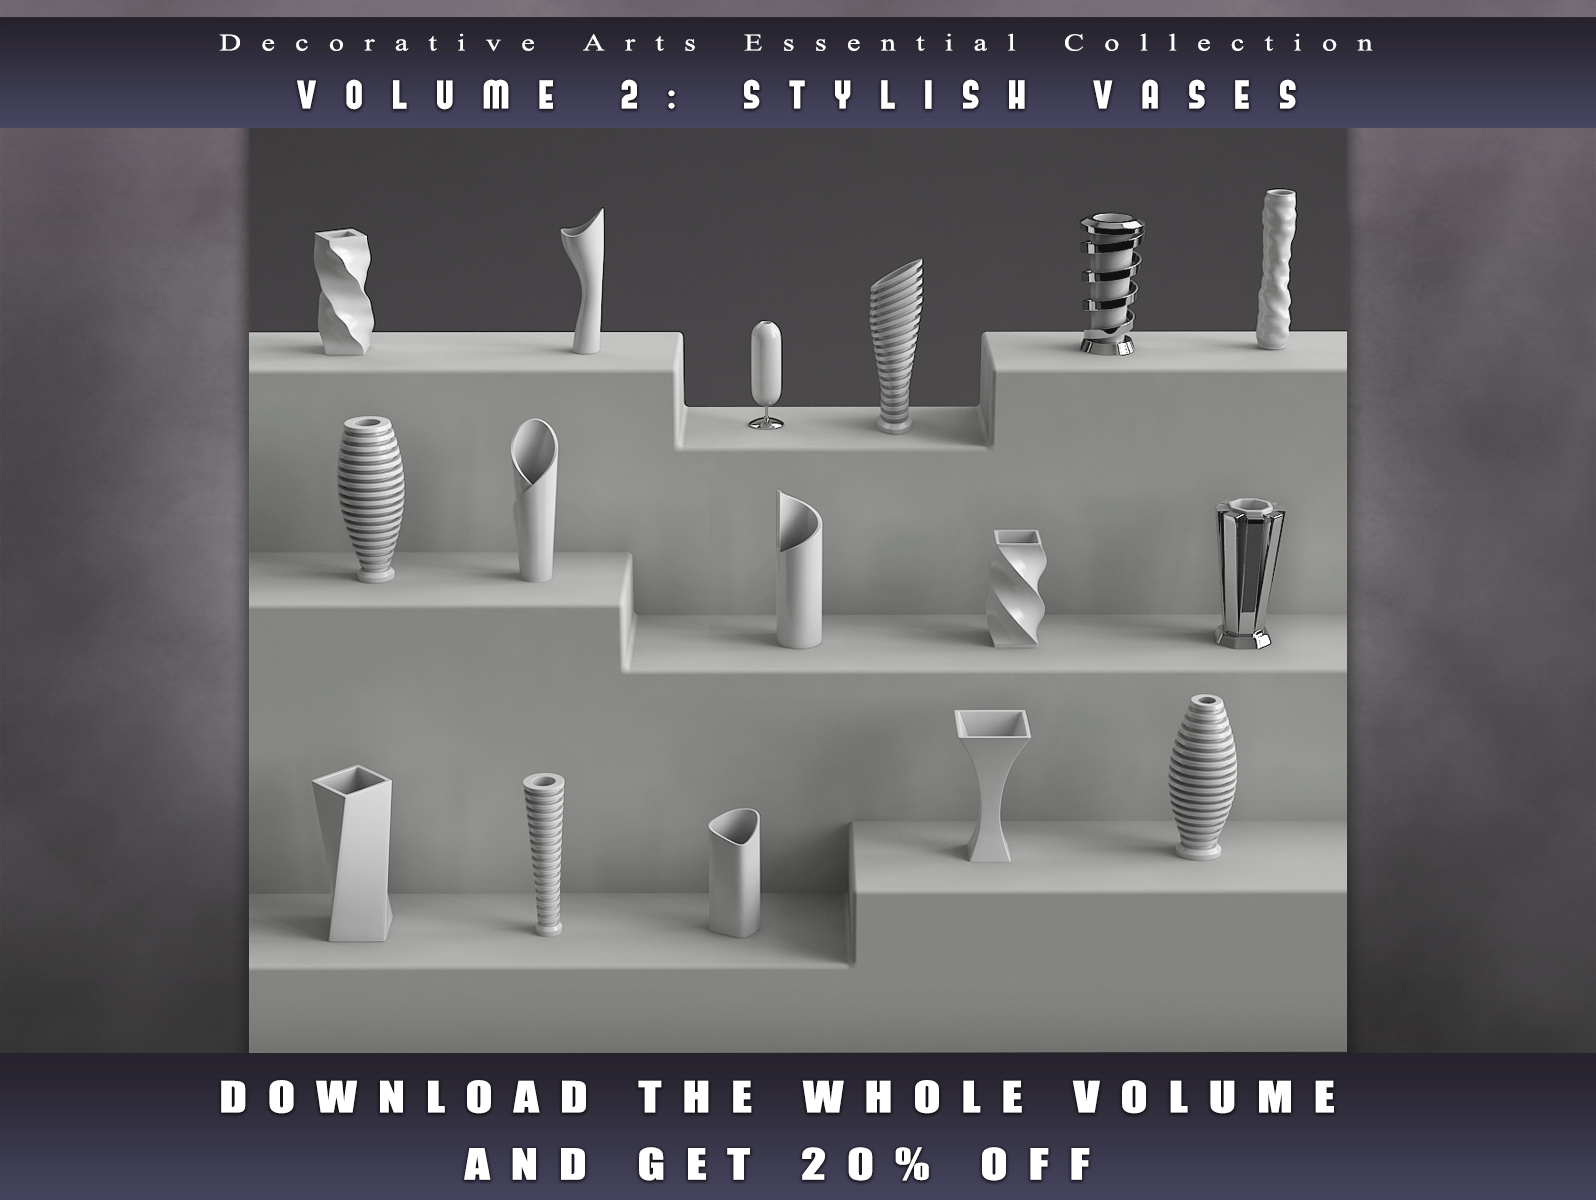 Decorative Arts Essential Collection
VOLUME 2: STYLISH VASES
DOWNLOAD THE WHOLE VOLUME
AND GET 20% OFF